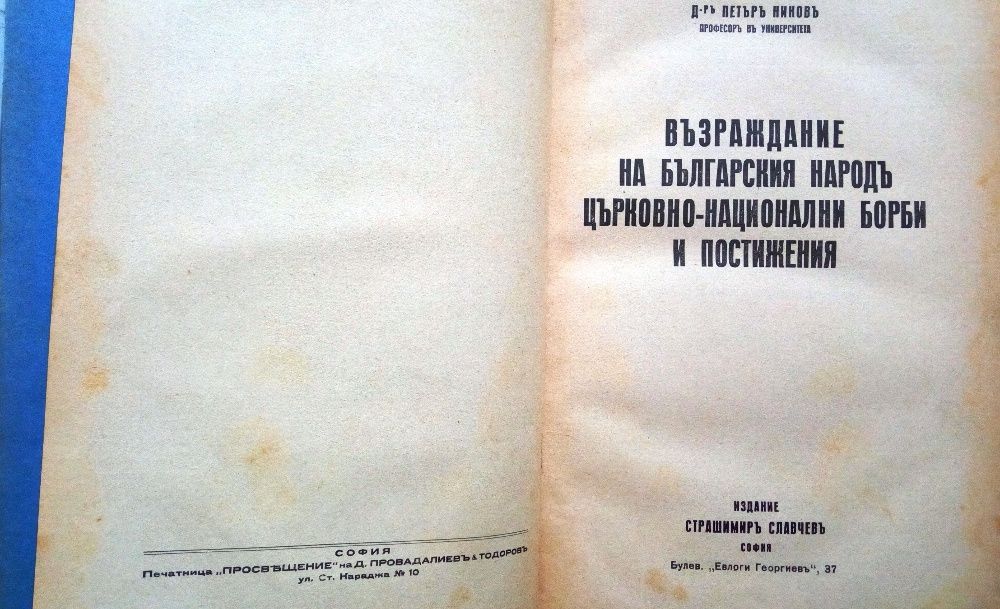 СОФИЯ
Печатница „ПРОСВѢЩЕНИЕ" на Д. ПРОВАДАЛИЕВЪ & ТОДОРОВЪ
ул. Ст. Караджа № 10
Д-РЪ ПЕТЪРЪ НИКОВЪ
ПРОФЕСОРЪ ВЪ УНИВЕРСИТЕТА
ВЪЗРАЖДАНИЕ
НА БЪЛГАРСКИЯ НАРОДЪ
ЦЪРКОВНО-НАЦИОНАЛНИ БОРБИ
И ПОСТИЖЕНИЯ
ИЗДАНИЕ
СТРАШИМИРЪ СЛАВЧЕВЪ
СОФИЯ
Булев. „Евлоги Георгиевъ", 37